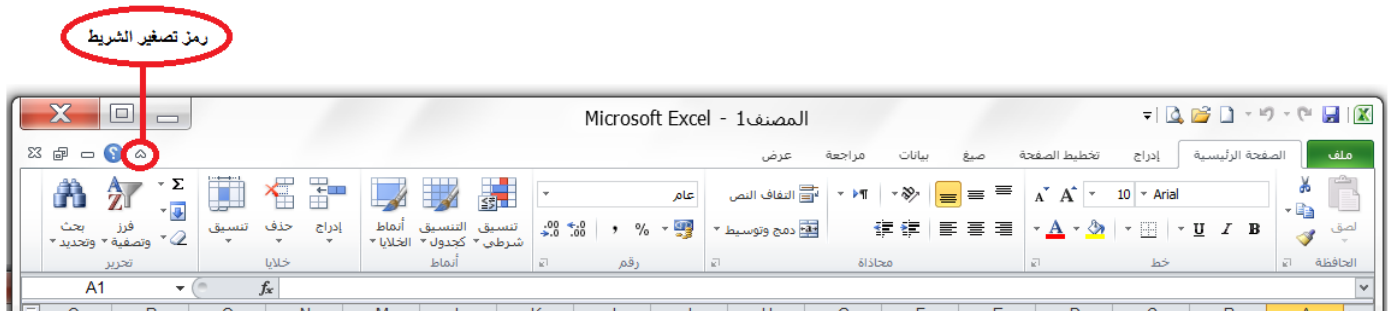 رمز تصغير الشريط
المصنف1 - Microsoft Excel
ملف الصفحة الرئيسية إدراج تخطيط الصفحة صيغ بيانات مراجعة عرض
Arial 10 التفاف النص عام
لصق B I U دمج وتوسيط % تنسيق شرطي التنسيق كجدول أنماط الخلايا إدراج حذف تنسيق Σ فرز وتصفية بحث وتحديد
الحافظة خط محاذاة رقم أنماط خلايا تحرير
A1 fx